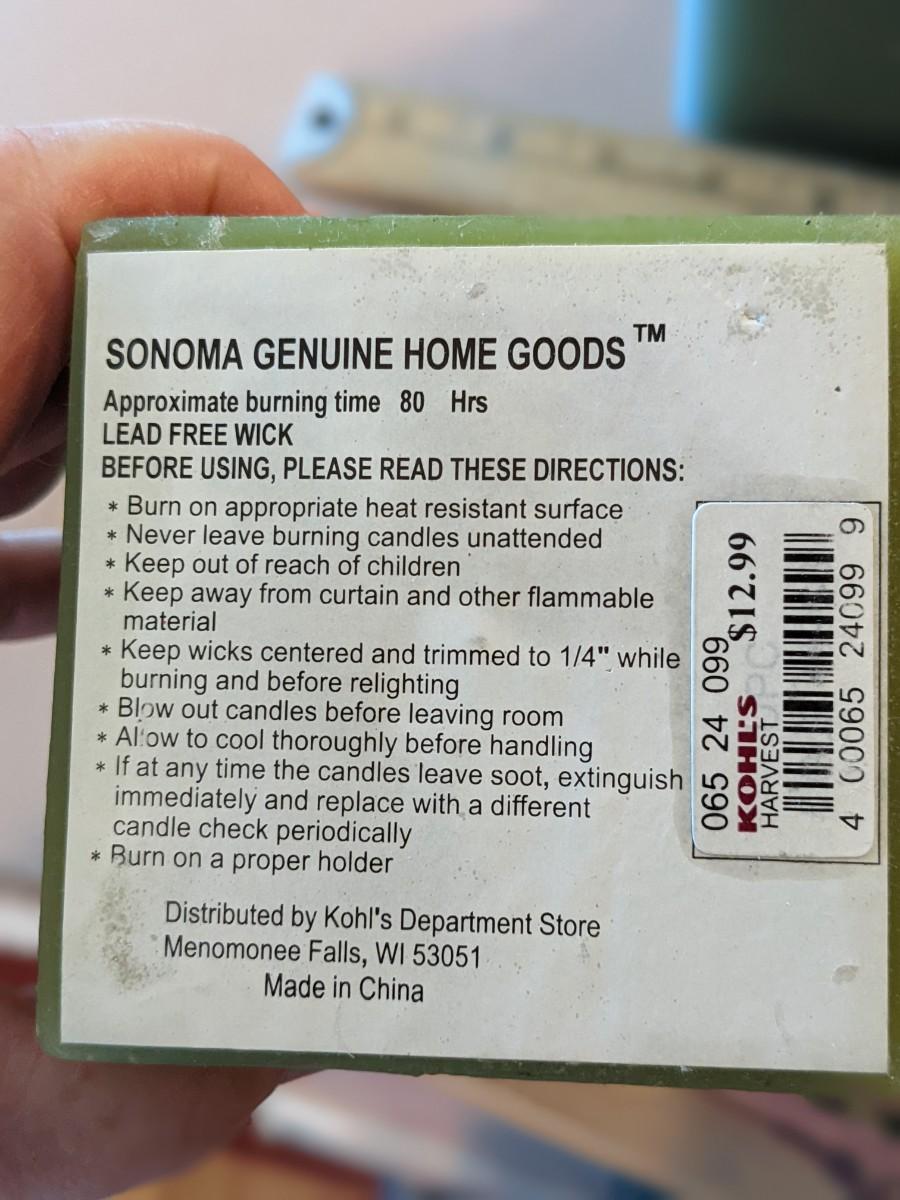 SONOMA GENUINE HOME GOODS™
Approximate burning time 80 Hrs
LEAD FREE WICK
BEFORE USING, PLEASE READ THESE DIRECTIONS:
* Burn on appropriate heat resistant surface
* Never leave burning candles unattended
* Keep out of reach of children
* Keep away from curtain and other flammable
material
* Keep wicks centered and trimmed to 1/4" while
burning and before relighting
* Blow out candles before leaving room
* Allow to cool thoroughly before handling
* If at any time the candles leave soot, extinguish
immediately and replace with a different
candle check periodically
* Burn on a proper holder
Distributed by Kohl's Department Store
Menomonee Falls, WI 53051
Made in China
065 24 099
KOHL'S $12.99
HARVEST
4 00065 24099 9